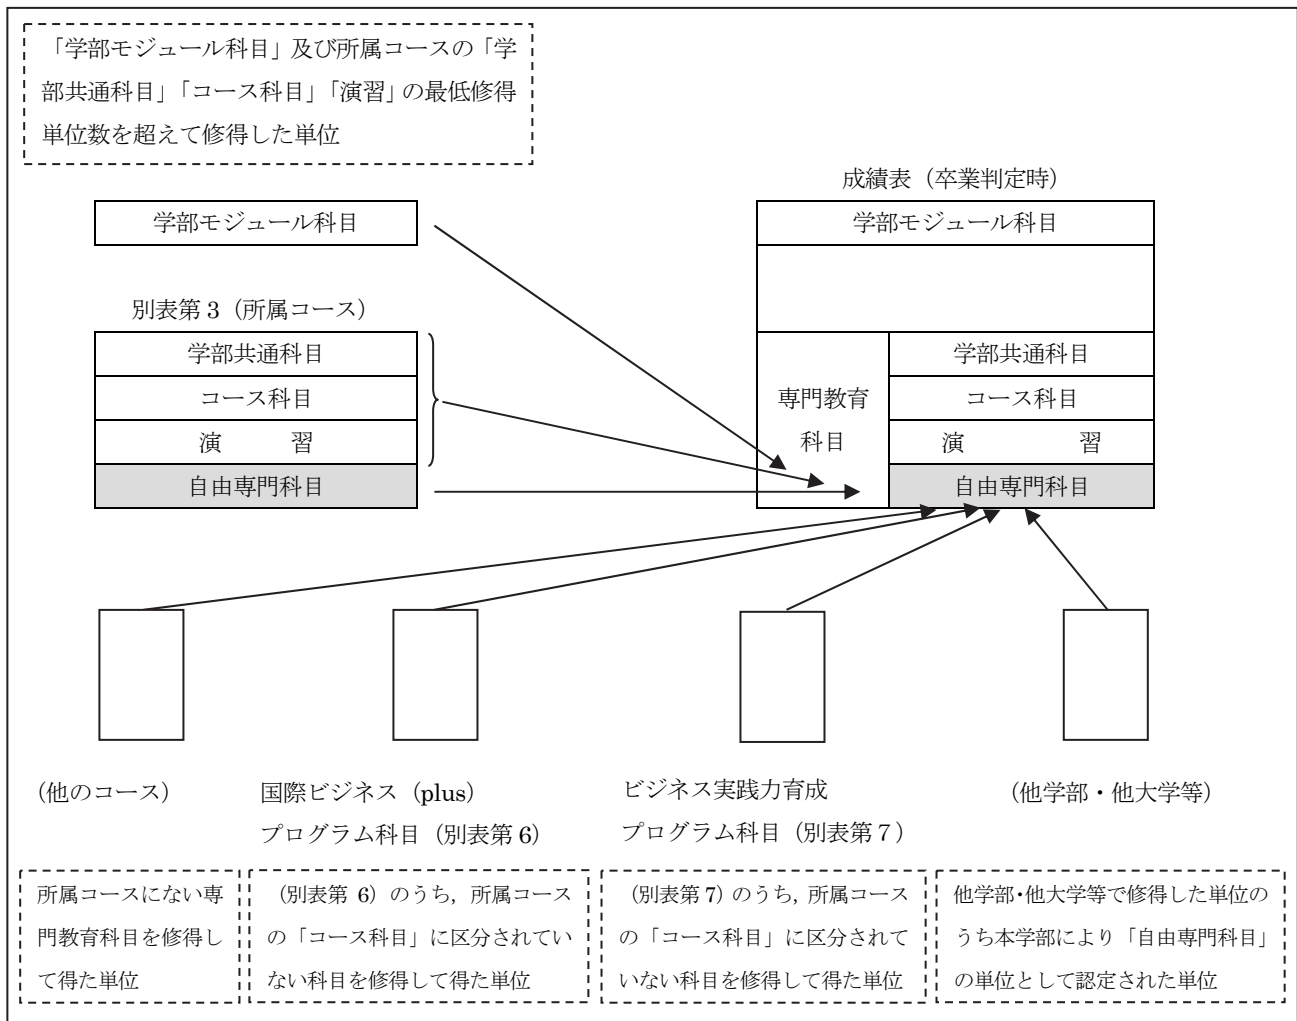 「学部モジュール科目」及び所属コースの「学
部共通科目」「コース科目」「演習」の最低修得
単位数を超えて修得した単位
成績表（卒業判定時）
学部モジュール科目
学部モジュール科目
別表第 3（所属コース）
学部共通科目
コース科目
演　　　習
自由専門科目
専門教育
科目
学部共通科目
コース科目
演　　　　　習
自由専門科目
（他のコース）
国際ビジネス（plus）
プログラム科目（別表第 6）
ビジネス実践力育成
プログラム科目（別表第 7）
（他学部・他大学等）
所属コースにない専
門教育科目を修得し
て得た単位
（別表第 6）のうち，所属コース
の「コース科目」に区分されてい
ない科目を修得して得た単位
（別表第 7）のうち，所属コース
の「コース科目」に区分されて
いない科目を修得して得た単位
他学部・他大学等で修得した単位の
うち本学部により「自由専門科目」
の単位として認定された単位